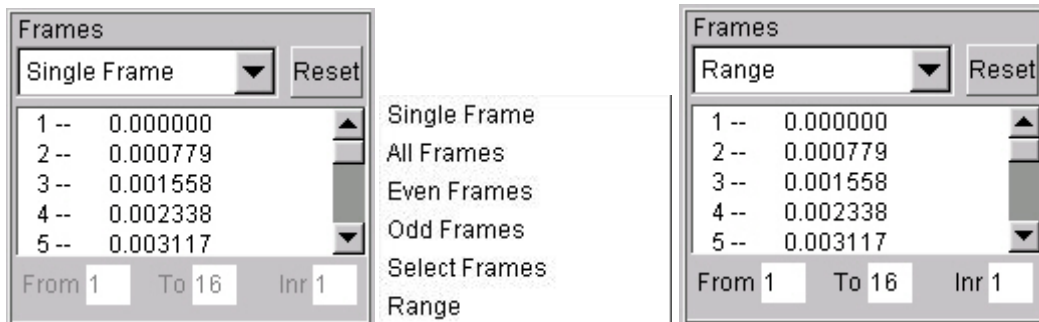 Frames
Single Frame Reset
1 -- 0.000000
2 -- 0.000779
3 -- 0.001558
4 -- 0.002338
5 -- 0.003117
From 1 To 16 Inr 1
Single Frame
All Frames
Even Frames
Odd Frames
Select Frames
Range
Frames
Range Reset
1 -- 0.000000
2 -- 0.000779
3 -- 0.001558
4 -- 0.002338
5 -- 0.003117
From 1 To 16 Inr 1